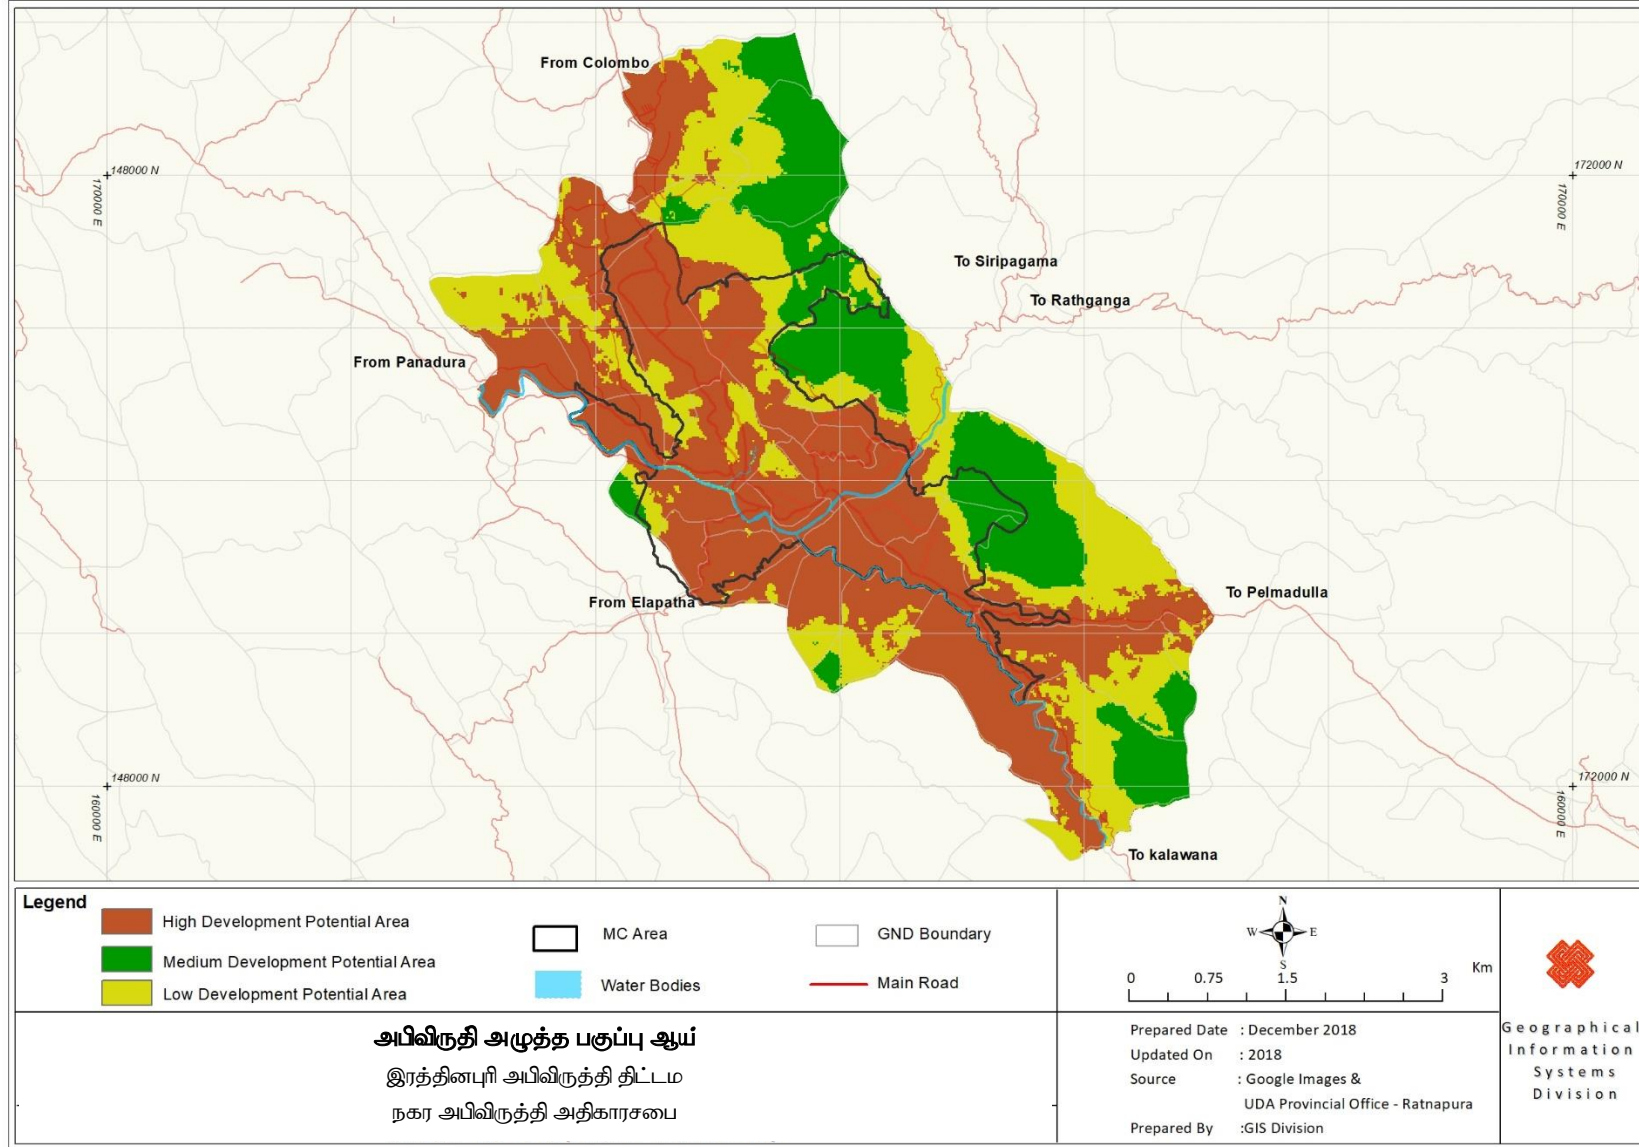 From Colombo
148000 N
170000 E
172000 N
170000 E
To Siripagama
To Rathganga
From Panadura
From Elapatha
To Pelmadulla
148000 N
160000 E
172000 N
160000 E
To kalawana
Legend
High Development Potential Area
Medium Development Potential Area
Low Development Potential Area
MC Area
Water Bodies
GND Boundary
Main Road
N
W E
S
0 0.75 1.5 3 Km
அபிவிருதி அழுத்த பகுப்பு ஆய்
இரத்தினபுரி அபிவிருத்தி திட்டம
நகர அபிவிருத்தி அதிகாரசபை
Prepared Date : December 2018
Updated On : 2018
Source : Google Images &
UDA Provincial Office - Ratnapura
Prepared By :GIS Division
Geographical
Information
Systems
Division